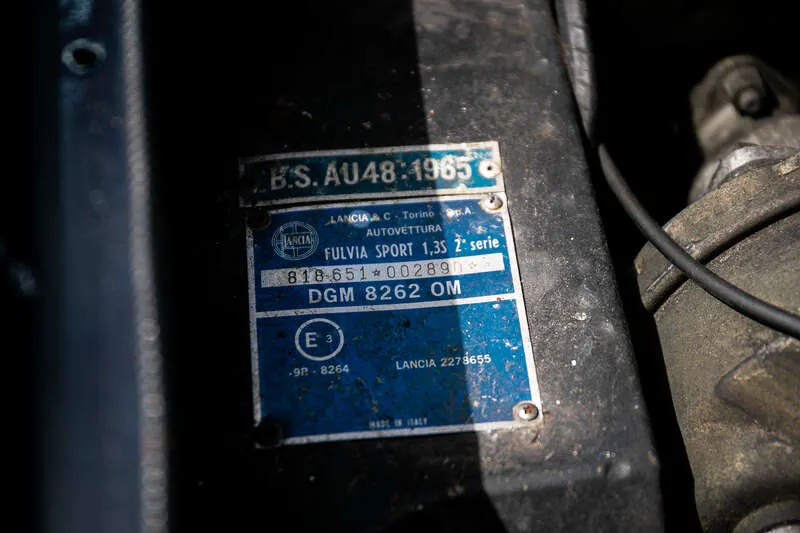 B.S. AU48:1965
LANCIA & C - Torino - S.p.A.
AUTOVETTURA
LANCIA
FULVIA SPORT 1,3S 2ª serie
818·651*002890*
DGM 8262 OM
E 3
-9R - 8264
LANCIA 2278655
MADE IN ITALY